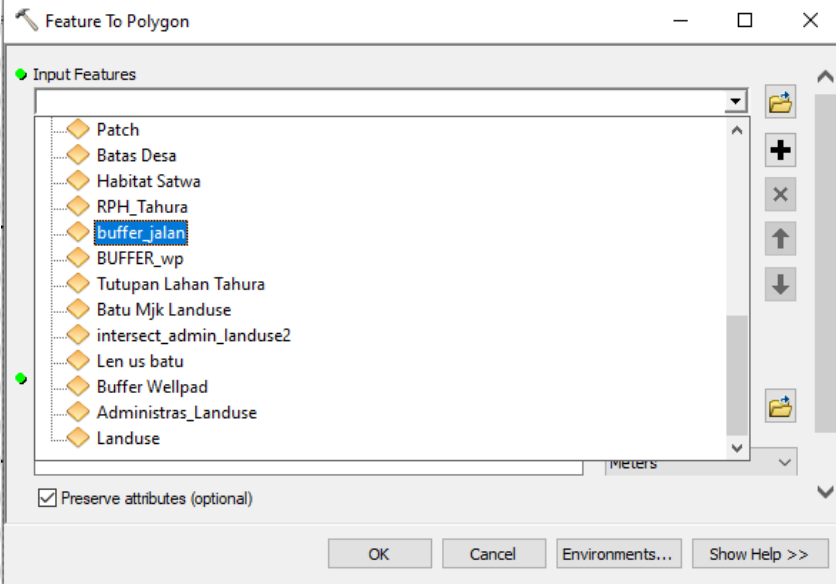 Feature To Polygon
Input Features
Patch
Batas Desa
Habitat Satwa
RPH_Tahura
buffer_jalan
BUFFER_wp
Tutupan Lahan Tahura
Batu Mjk Landuse
intersect_admin_landuse2
Len us batu
Buffer Wellpad
Administras_Landuse
Landuse
Meters
Preserve attributes (optional)
OK Cancel Environments... Show Help >>